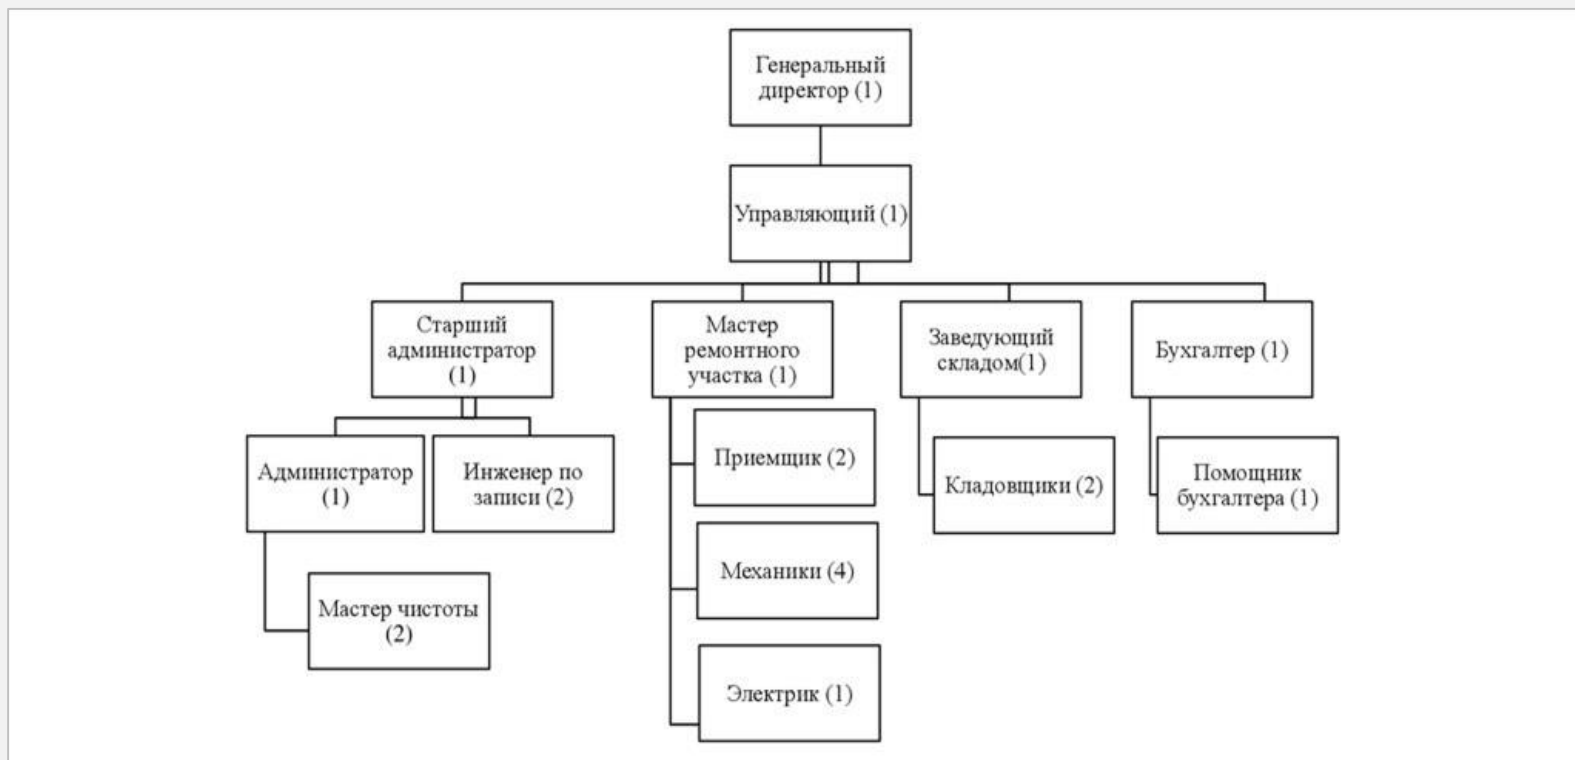 Генеральный
директор (1)
Управляющий (1)
Старший
администратор
(1)
Мастер
ремонтного
участка (1)
Заведующий
складом(1)
Бухгалтер (1)
Администратор
(1)
Инженер по
записи (2)
Мастер чистоты
(2)
Приемщик (2)
Механики (4)
Электрик (1)
Кладовщики (2)
Помощник
бухгалтера (1)